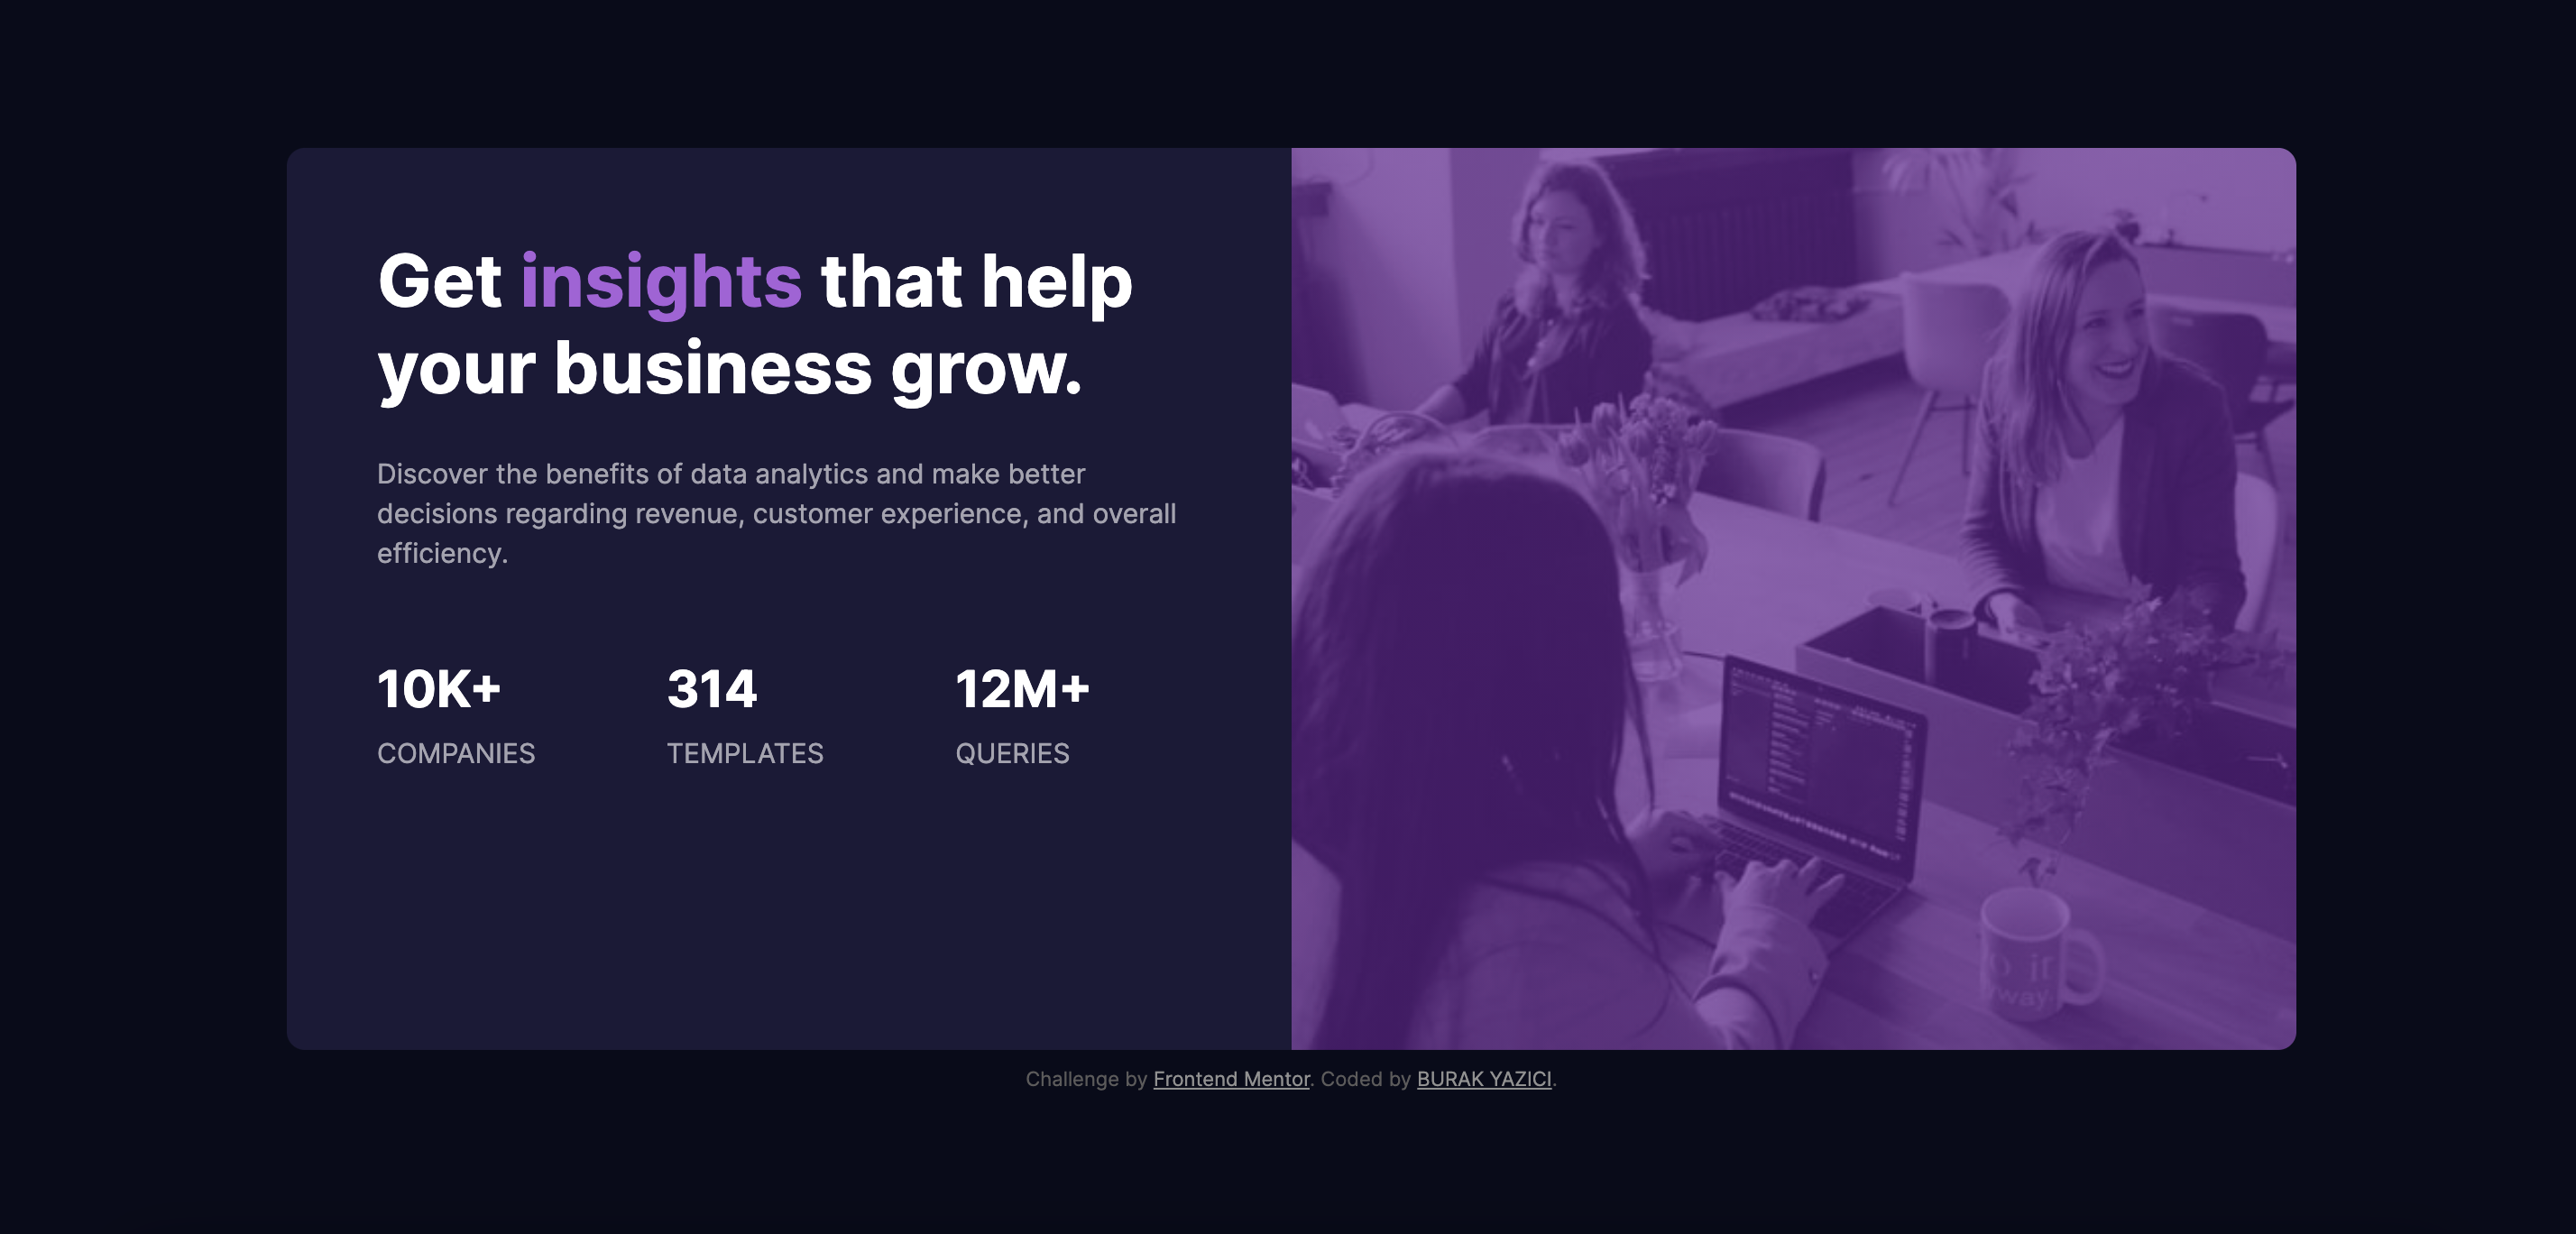 Get insights that help
your business grow.
Discover the benefits of data analytics and make better
decisions regarding revenue, customer experience, and overall
efficiency.
10K+ 314 12M+
COMPANIES TEMPLATES QUERIES
Challenge by Frontend Mentor. Coded by BURAK YAZICI.